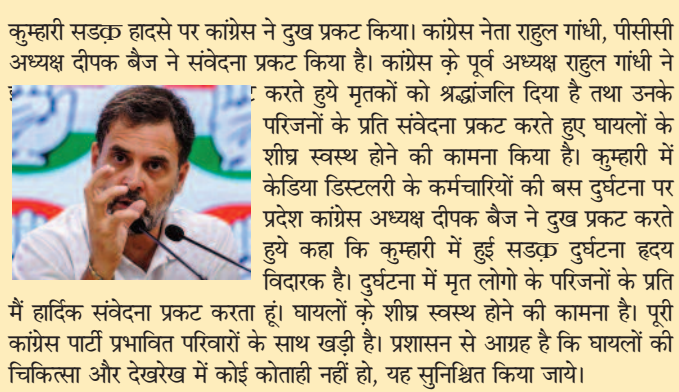 कुम्हारी सडक़ हादसे पर कांग्रेस ने दुख प्रकट किया। कांग्रेस नेता राहुल गांधी, पीसीसी
अध्यक्ष दीपक बैज ने संवेदना प्रकट किया है। कांग्रेस के़ पूर्व अध्यक्ष राहुल गांधी ने
करते हुये मृतकों को श्रद्धांजलि दिया है तथा उनके
परिजनों के प्रति संवेदना प्रकट करते हुए घायलों के
शीघ्र स्वस्थ होने की कामना किया है। कुम्हारी में
केडिया डिस्टलरी के कर्मचारियों की बस दुर्घटना पर
प्रदेश कांग्रेस अध्यक्ष दीपक बैज ने दुख प्रकट करते
हुये कहा कि कुम्हारी में हुई सडक़ दुर्घटना हृदय
विदारक है। दुर्घटना में मृत लोगो के परिजनों के प्रति
मैं हार्दिक संवेदना प्रकट करता हूं। घायलों के़ शीघ्र स्वस्थ होने की कामना है। पूरी
कांग्रेस पार्टी प्रभावित परिवारों के साथ खड़ी है। प्रशासन से आग्रह है कि घायलों की
चिकित्सा और देखरेख में कोई कोताही नहीं हो, यह सुनिश्चित किया जाये।